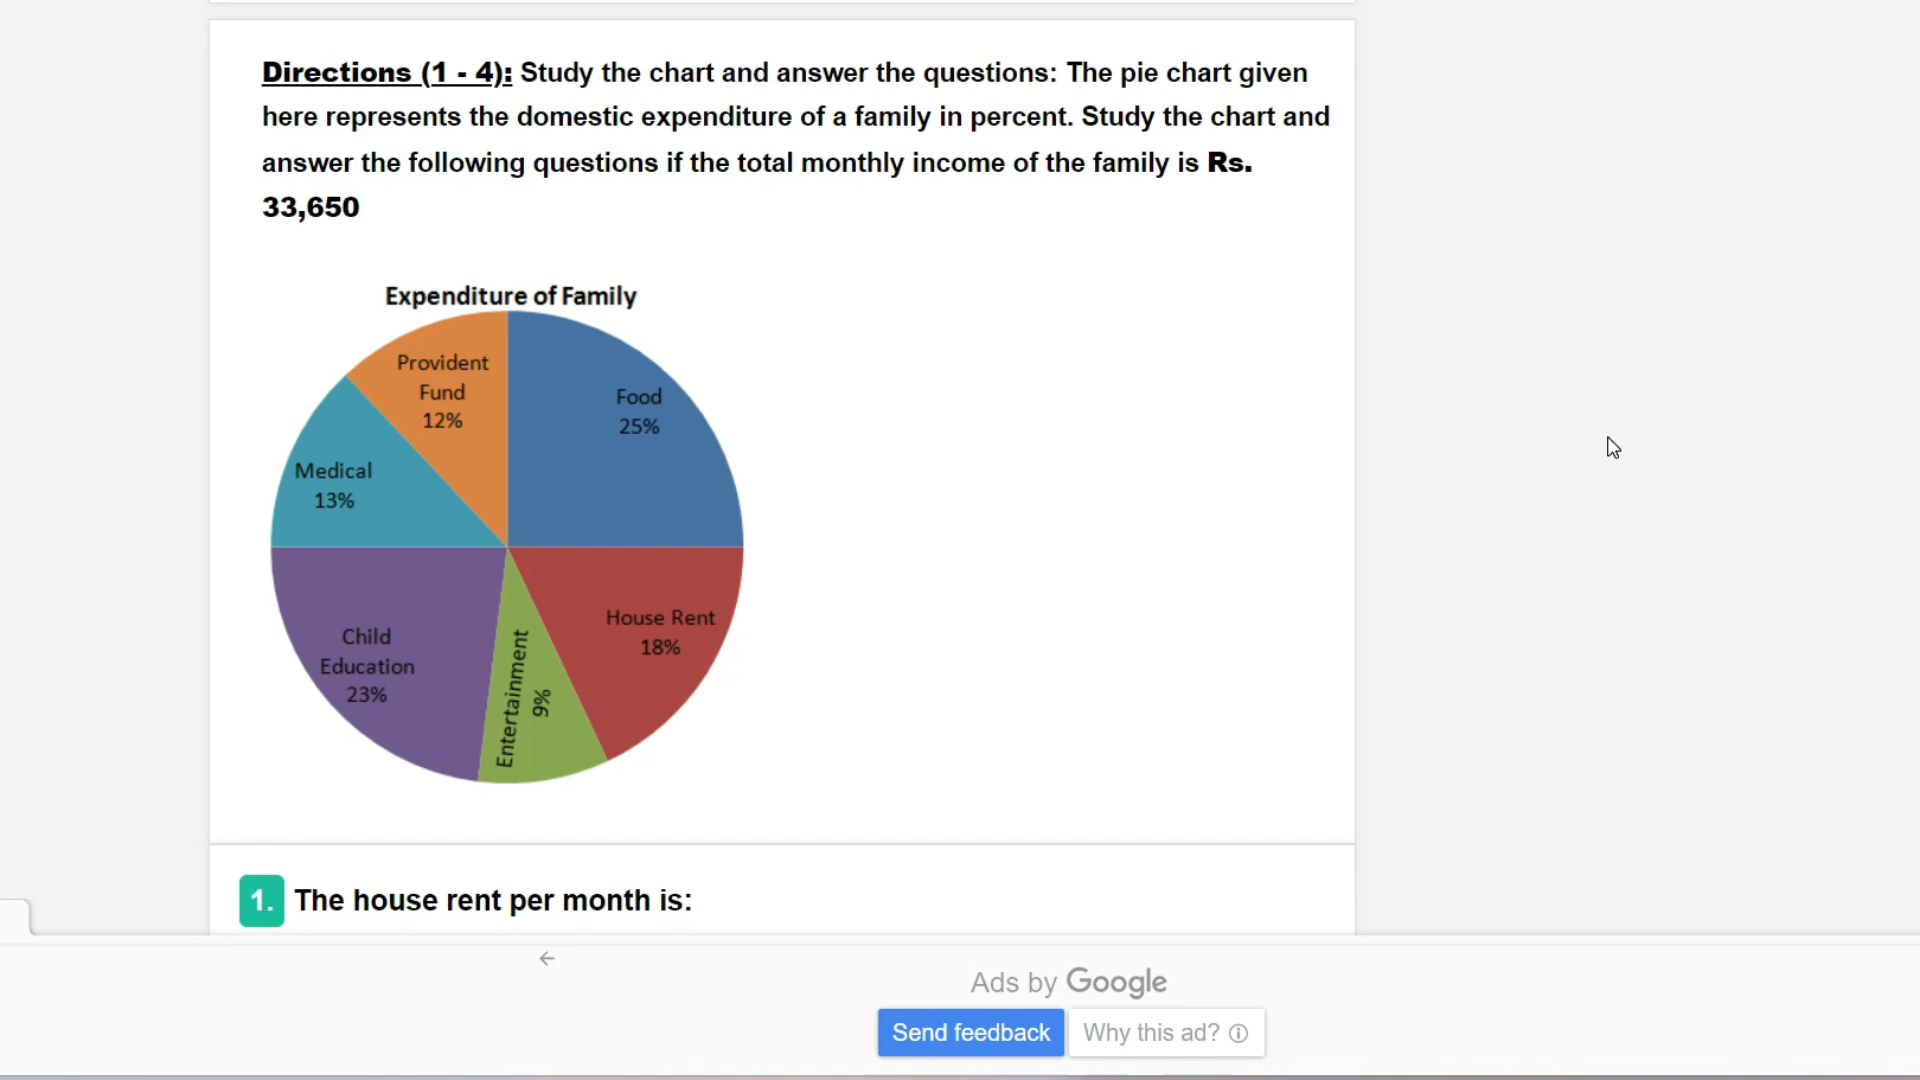 Directions (1 - 4): Study the chart and answer the questions: The pie chart given
here represents the domestic expenditure of a family in percent. Study the chart and
answer the following questions if the total monthly income of the family is Rs.
33,650
Expenditure of Family
Provident
Fund
12%
Food
25%
Medical
13%
House Rent
18%
Child
Education
23%
Entertainment
9%
1. The house rent per month is:
Ads by Google
Send feedback
Why this ad?